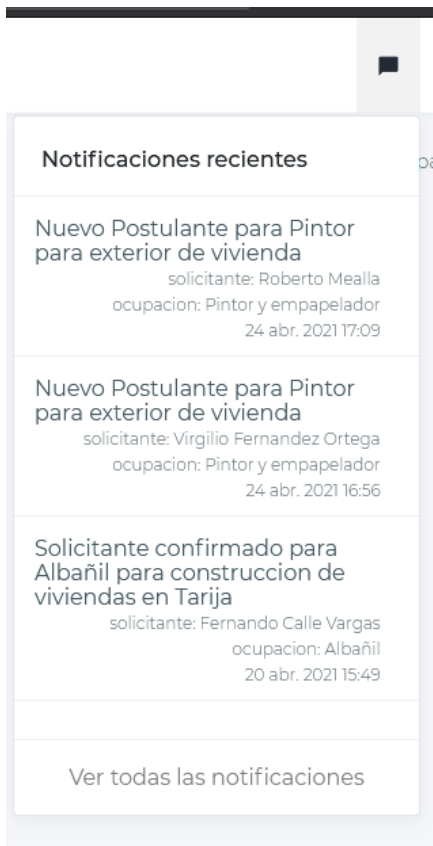 Notificaciones recientes
Nuevo Postulante para Pintor
para exterior de vivienda
solicitante: Roberto Mealla
ocupacion: Pintor y empapelador
24 abr. 2021 17:09
Nuevo Postulante para Pintor
para exterior de vivienda
solicitante: Virgilio Fernandez Ortega
ocupacion: Pintor y empapelador
24 abr. 2021 16:56
Solicitante confirmado para
Albañil para construccion de
viviendas en Tarija
solicitante: Fernando Calle Vargas
ocupacion: Albañil
20 abr. 2021 15:49
Ver todas las notificaciones